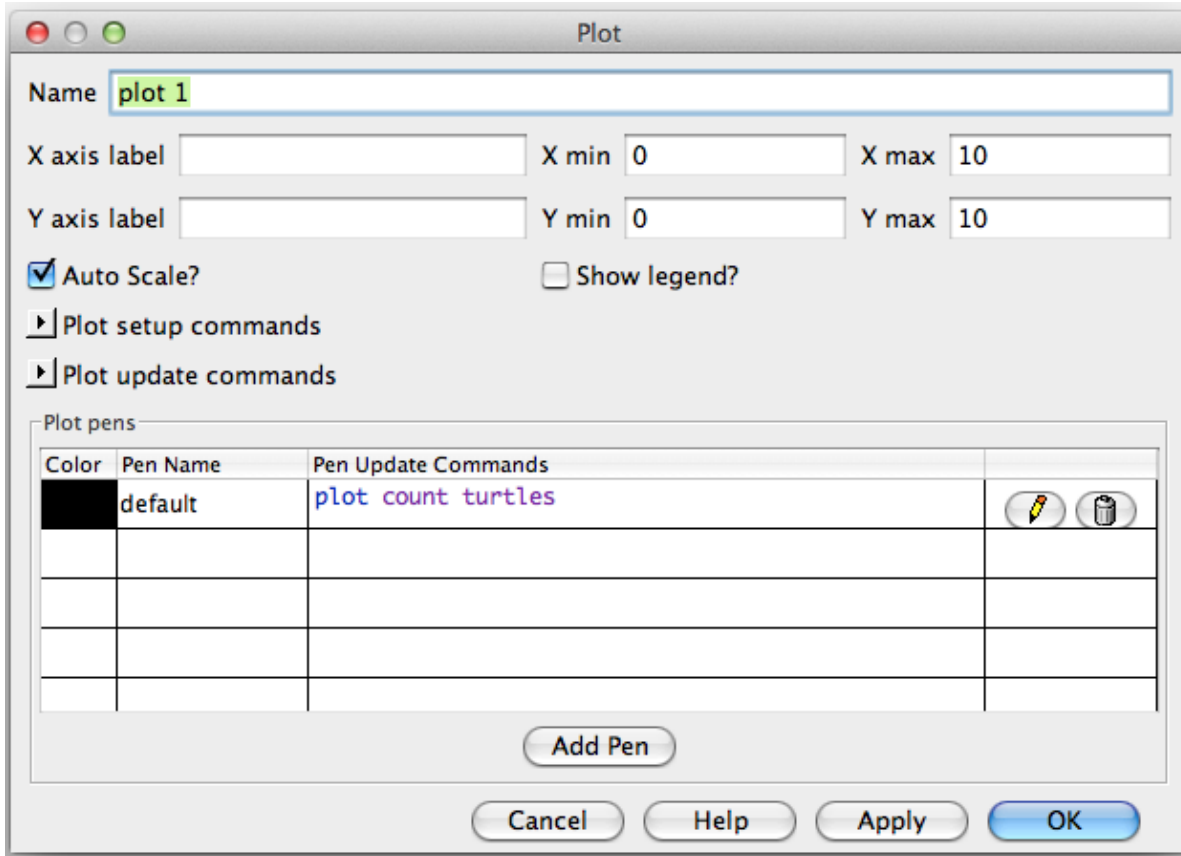 Plot
Name plot 1
X axis label X min 0 X max 10
Y axis label Y min 0 Y max 10
Auto Scale? Show legend?
Plot setup commands
Plot update commands
Plot pens
Color Pen Name Pen Update Commands
default plot count turtles
Add Pen
Cancel Help Apply OK